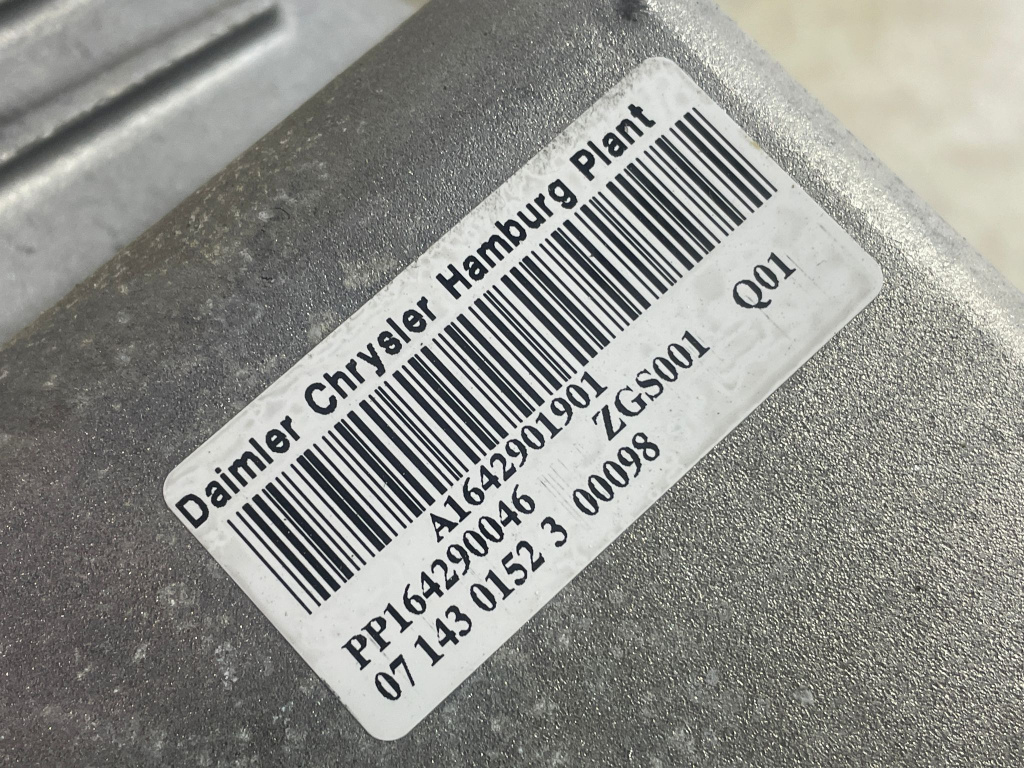 Daimler Chrysler Hamburg Plant
A1642901901
PP164290046 ZGS001 Q01
07 143 0152 3 00098